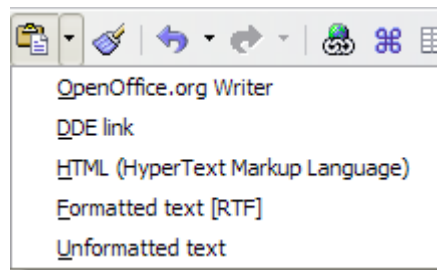 OpenOffice.org Writer
DDE link
HTML (HyperText Markup Language)
Formatted text [RTF]
Unformatted text